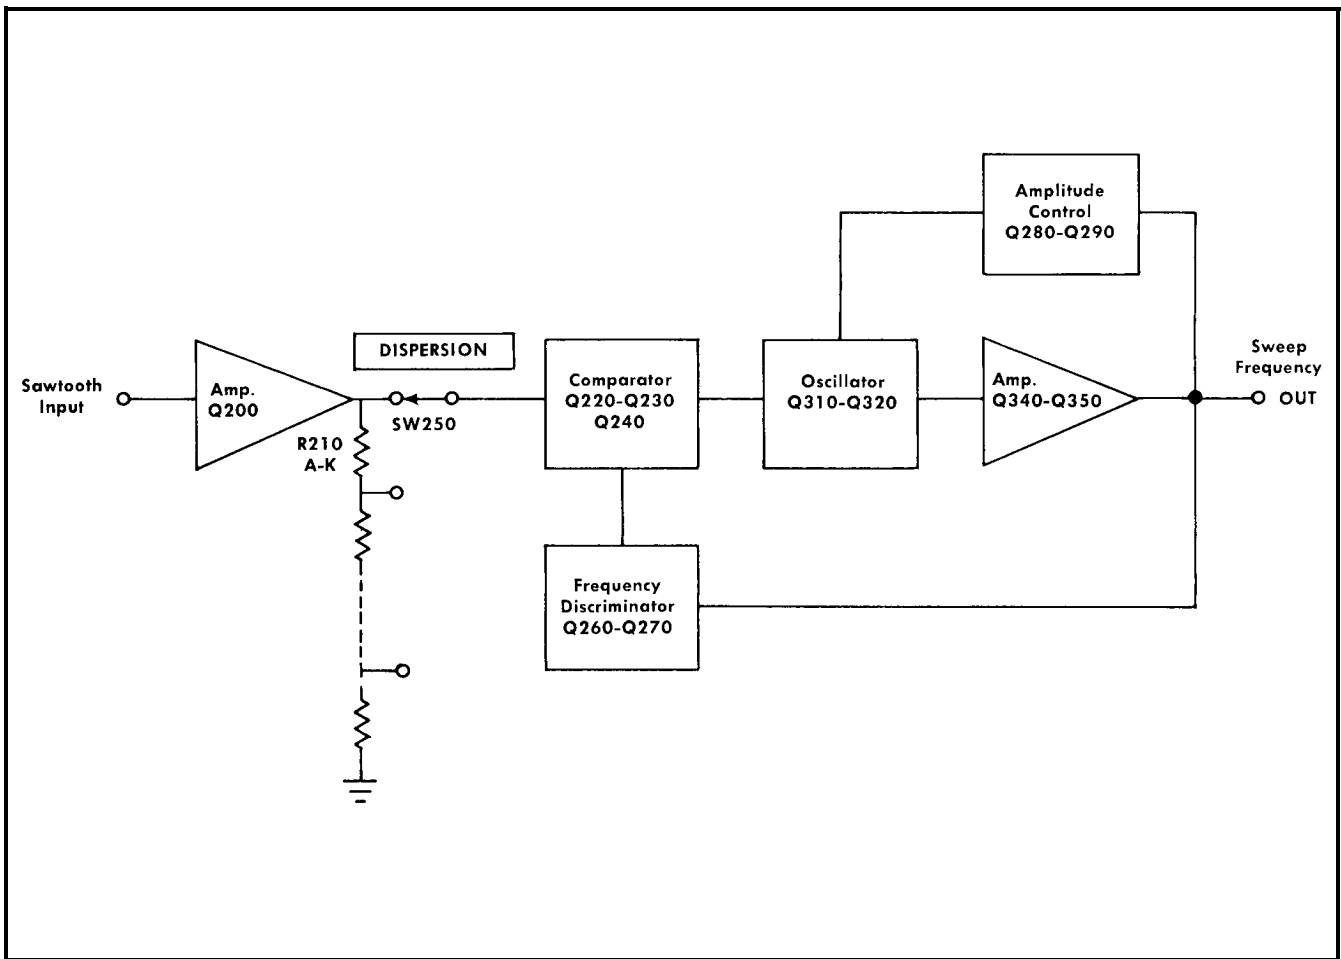 Amplitude
Control
Q280-Q290
Sawtooth
Input
Amp.
Q200
DISPERSION
SW250
R210
A-K
Comparator
Q220-Q230
Q240
Oscillator
Q310-Q320
Amp.
Q340-Q350
Sweep
Frequency
OUT
Frequency
Discriminator
Q260-Q270